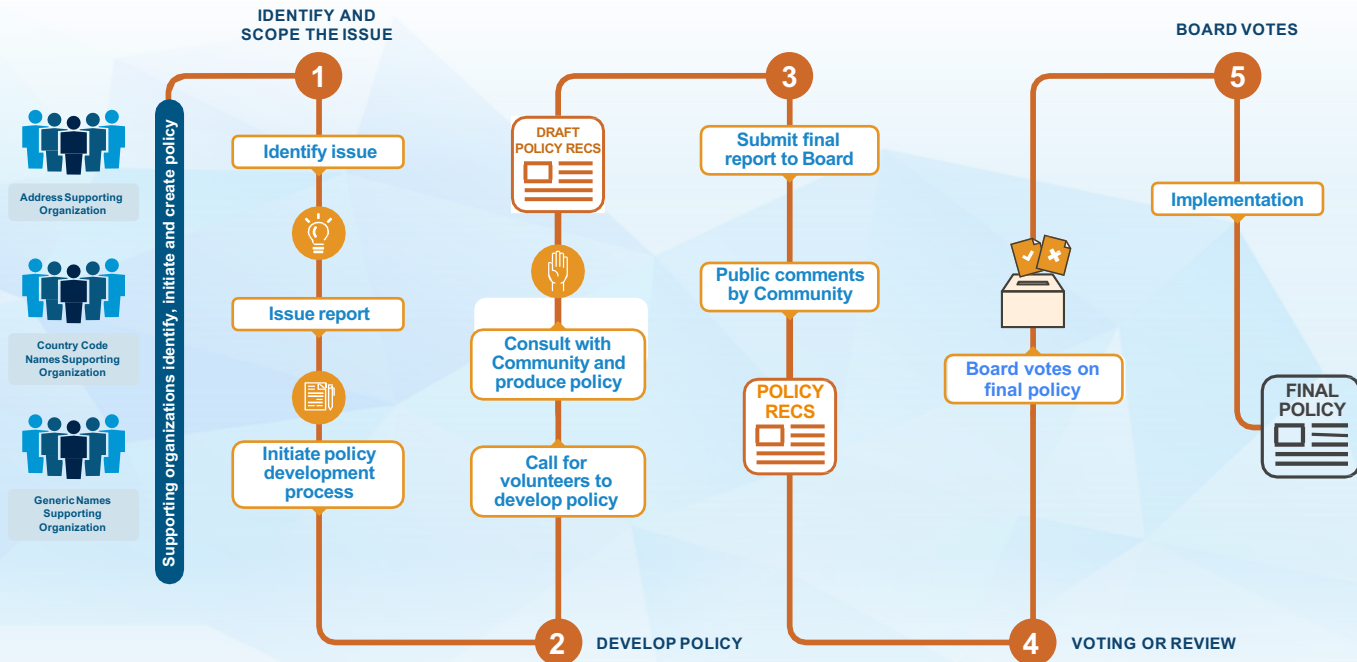 IDENTIFY AND
SCOPE THE ISSUE
BOARD VOTES
1
3
5
Address Supporting
Organization
Country Code
Names Supporting
Organization
Generic Names
Supporting
Organization
Supporting organizations identify, initiate and create policy
Identify issue
Issue report
Initiate policy
development
process
DRAFT
POLICY RECS
Consult with
Community and
produce policy
Call for
volunteers to
develop policy
2
DEVELOP POLICY
Submit final
report to Board
Public comments
by Community
POLICY
RECS
Board votes on
final policy
4
VOTING OR REVIEW
Implementation
FINAL
POLICY